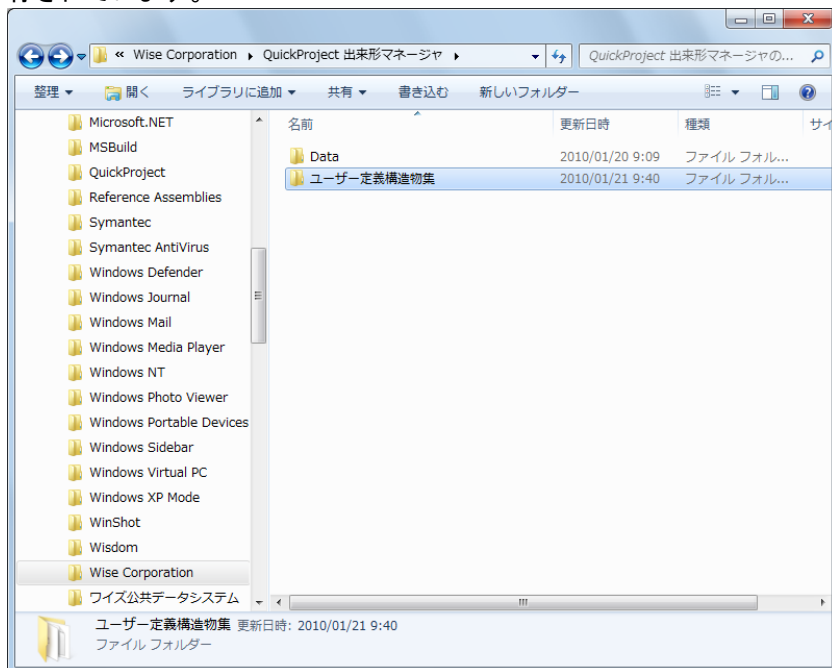 « Wise Corporation ▸ QuickProject 出来形マネージャ ▸
QuickProject 出来形マネージャの...
整理 ▼ 開く ライブラリに追加 ▼ 共有 ▼ 書き込む 新しいフォルダー
名前 更新日時 種類
Data 2010/01/20 9:09 ファイル フォル...
ユーザー定義構造物集 2010/01/21 9:40 ファイル フォル...
Microsoft.NET
MSBuild
QuickProject
Reference Assemblies
Symantec
Symantec AntiVirus
Windows Defender
Windows Journal
Windows Mail
Windows Media Player
Windows NT
Windows Photo Viewer
Windows Portable Devices
Windows Sidebar
Windows Virtual PC
Windows XP Mode
WinShot
Wisdom
Wise Corporation
ワイズ公共データシステム
ユーザー定義構造物集 更新日時: 2010/01/21 9:40
ファイル フォルダー